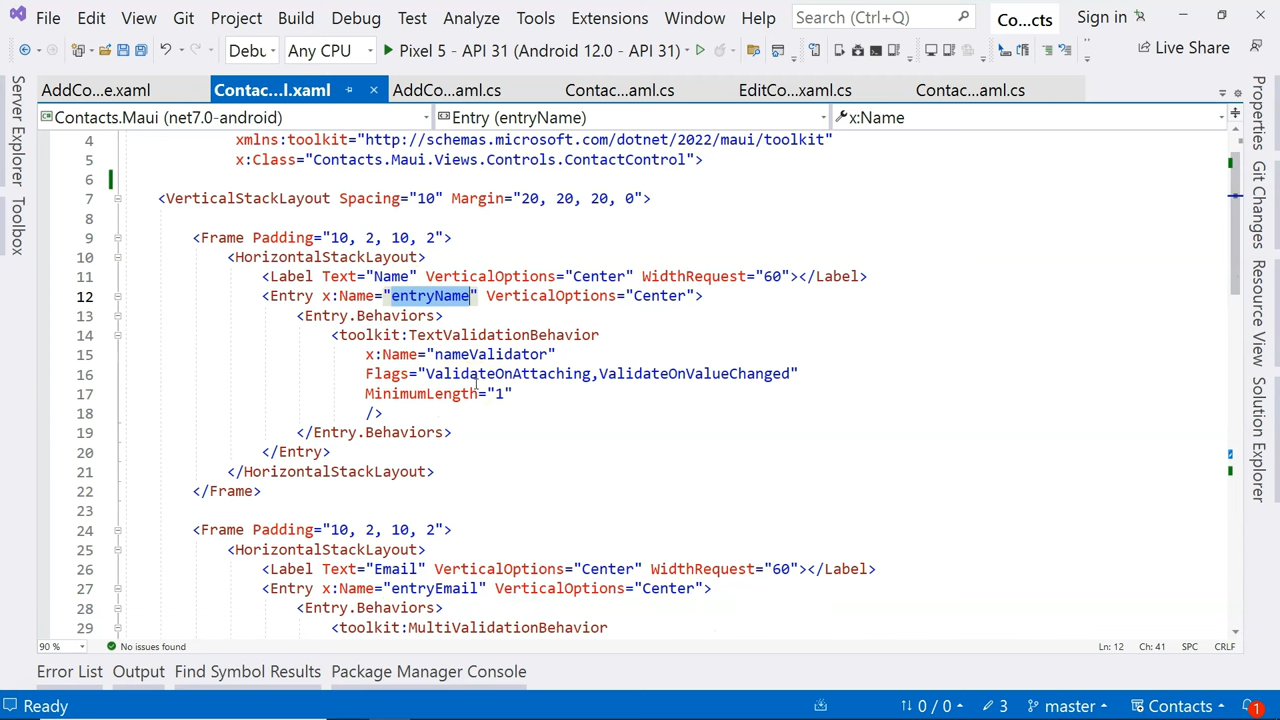 File Edit View Git Project Build Debug Test Analyze Tools Extensions Window Help Search (Ctrl+Q) Co...cts Sign in
Debu Any CPU Pixel 5 - API 31 (Android 12.0 - API 31) Live Share
AddCo...e.xaml Contac...l.xaml AddCo...aml.cs Contac...aml.cs EditCo...xaml.cs Contac...aml.cs
Contacts.Maui (net7.0-android) Entry (entryName) x:Name
4 xmlns:toolkit="http://schemas.microsoft.com/dotnet/2022/maui/toolkit"
5 x:Class="Contacts.Maui.Views.Controls.ContactControl">
6
7 <VerticalStackLayout Spacing="10" Margin="20, 20, 20, 0">
8
9 <Frame Padding="10, 2, 10, 2">
10 <HorizontalStackLayout>
11 <Label Text="Name" VerticalOptions="Center" WidthRequest="60"></Label>
12 <Entry x:Name="entryName" VerticalOptions="Center">
13 <Entry.Behaviors>
14 <toolkit:TextValidationBehavior
15 x:Name="nameValidator"
16 Flags="ValidateOnAttaching,ValidateOnValueChanged"
17 MinimumLength="1"
18 />
19 </Entry.Behaviors>
20 </Entry>
21 </HorizontalStackLayout>
22 </Frame>
23
24 <Frame Padding="10, 2, 10, 2">
25 <HorizontalStackLayout>
26 <Label Text="Email" VerticalOptions="Center" WidthRequest="60"></Label>
27 <Entry x:Name="entryEmail" VerticalOptions="Center">
28 <Entry.Behaviors>
29 <toolkit:MultiValidationBehavior
90 % No issues found Ln: 12 Ch: 41 SPC CRLF
Error List Output Find Symbol Results Package Manager Console
Ready 0 / 0 3 master Contacts 1
Server Explorer
Toolbox
Properties
Git Changes
Resource View
Solution Explorer